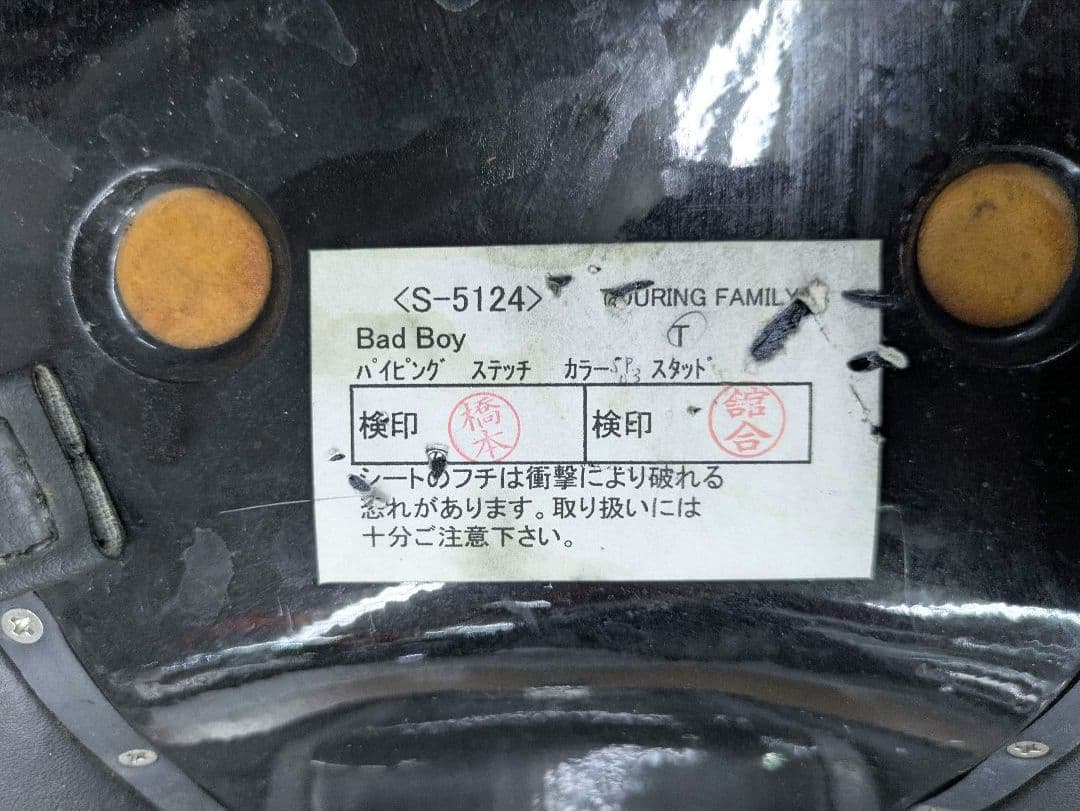 <S-5124> TOURING FAMILY
Bad Boy T
ﾊﾟｲﾋﾟﾝｸﾞ ステッチ カラー スタッﾄﾞ
検印 橋本 検印 舘合
シートのフチは衝撃により破れる
恐れがあります。取り扱いには
十分ご注意下さい。